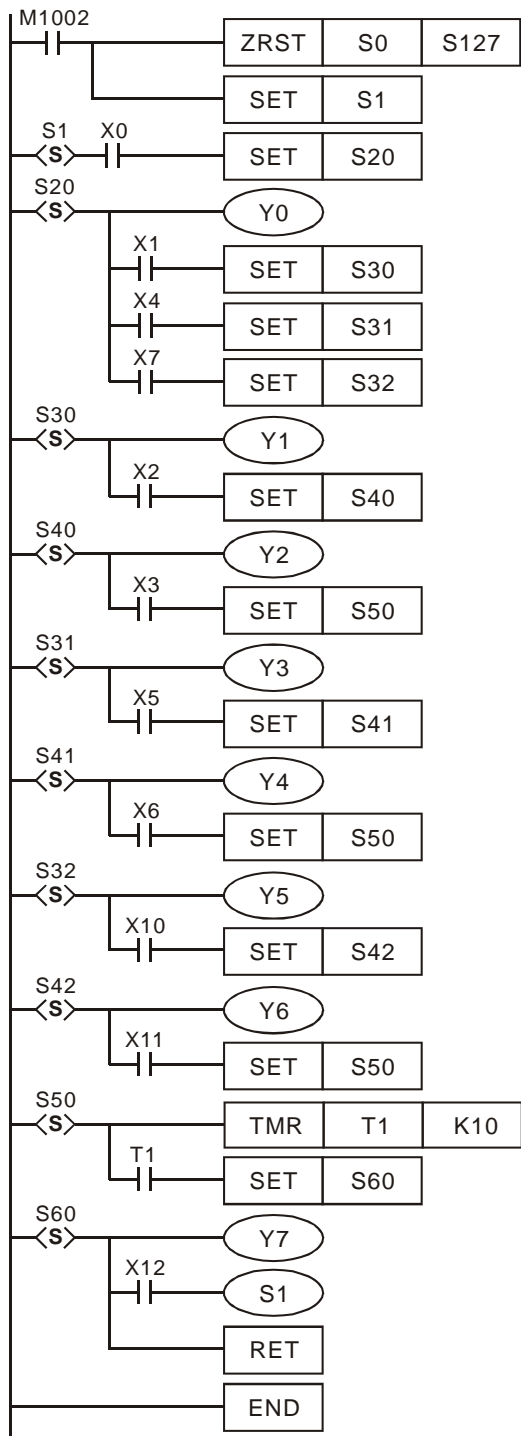 M1002
ZRST S0 S127
SET S1
S1 X0
S SET S20
S20
S Y0
X1
SET S30
X4
SET S31
X7
SET S32
S30
S Y1
X2
SET S40
S40
S Y2
X3
SET S50
S31
S Y3
X5
SET S41
S41
S Y4
X6
SET S50
S32
S Y5
X10
SET S42
S42
S Y6
X11
SET S50
S50
S TMR T1 K10
T1
SET S60
S60
S Y7
X12
S1
RET
END